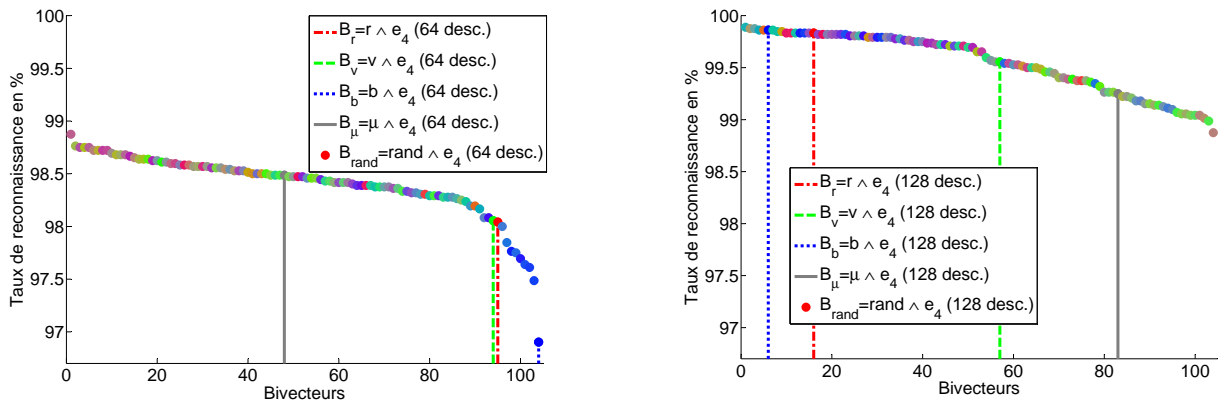 100
99.5
99
98.5
98
97.5
97
Taux de reconnaissance en %
0 20 40 60 80 100
Bivecteurs
B_r=r ∧ e_4 (64 desc.)
B_v=v ∧ e_4 (64 desc.)
B_b=b ∧ e_4 (64 desc.)
B_μ=μ ∧ e_4 (64 desc.)
B_rand=rand ∧ e_4 (64 desc.)
100
99.5
99
98.5
98
97.5
97
Taux de reconnaissance en %
0 20 40 60 80 100
Bivecteurs
B_r=r ∧ e_4 (128 desc.)
B_v=v ∧ e_4 (128 desc.)
B_b=b ∧ e_4 (128 desc.)
B_μ=μ ∧ e_4 (128 desc.)
B_rand=rand ∧ e_4 (128 desc.)